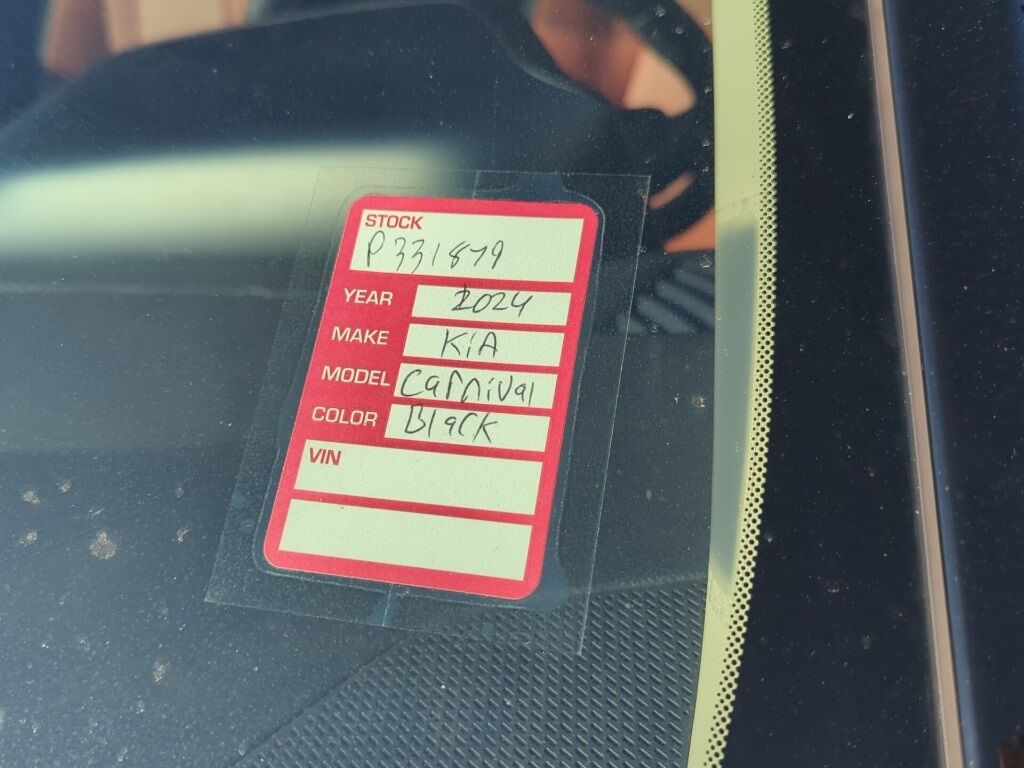 STOCK
P331879
YEAR 2024
MAKE KiA
MODEL Carnival
COLOR Black
VIN